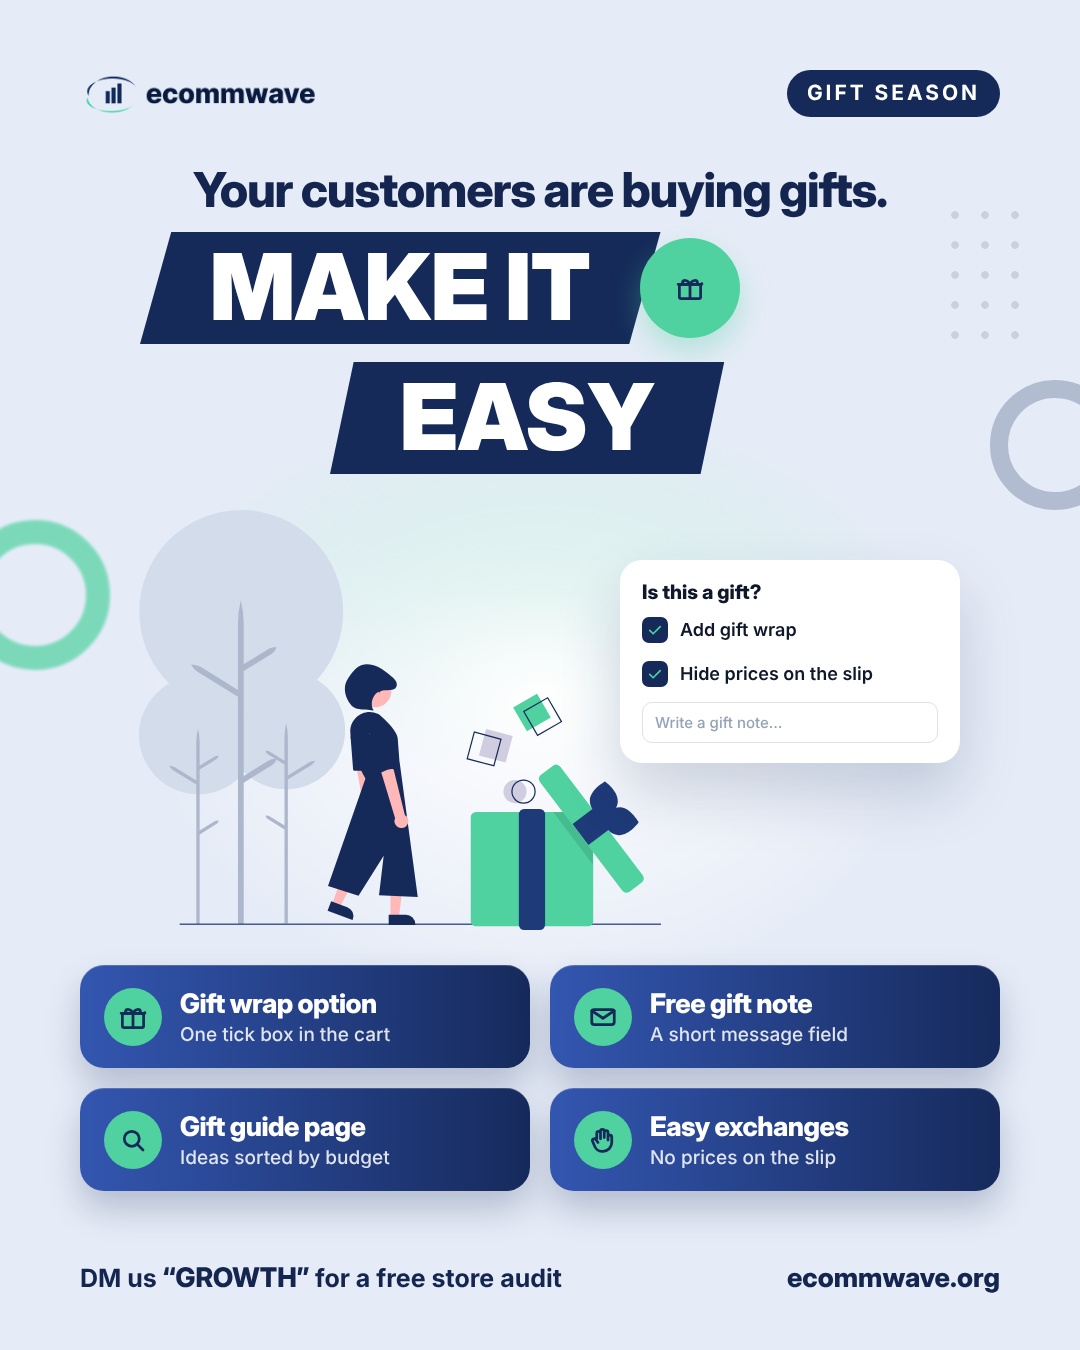 ecommwave
GIFT SEASON
Your customers are buying gifts.
MAKE IT
EASY
Is this a gift?
Add gift wrap
Hide prices on the slip
Write a gift note...
Gift wrap option
One tick box in the cart
Free gift note
A short message field
Gift guide page
Ideas sorted by budget
Easy exchanges
No prices on the slip
DM us “GROWTH” for a free store audit
ecommwave.org